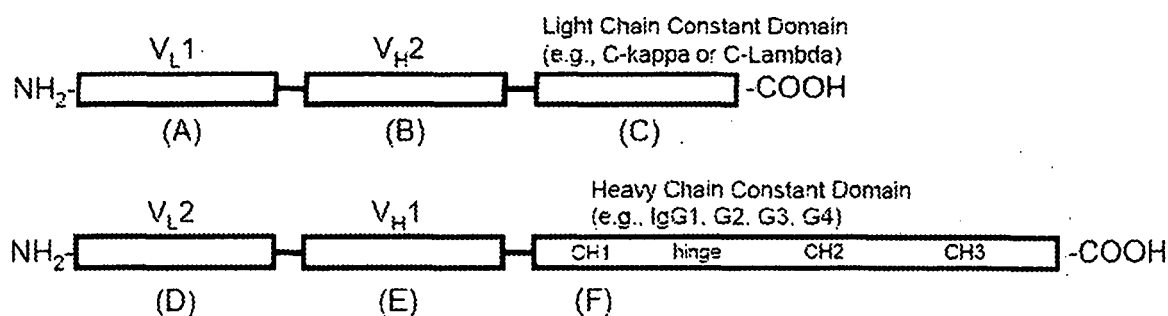 Light Chain Constant Domain
V_L1 V_H2 (e.g., C-kappa or C-Lambda)
NH₂- -COOH
(A) (B) (C)
Heavy Chain Constant Domain
V_L2 V_H1 (e.g., IgG1, G2, G3, G4)
NH₂- CH1 hinge CH2 CH3 -COOH
(D) (E) (F)